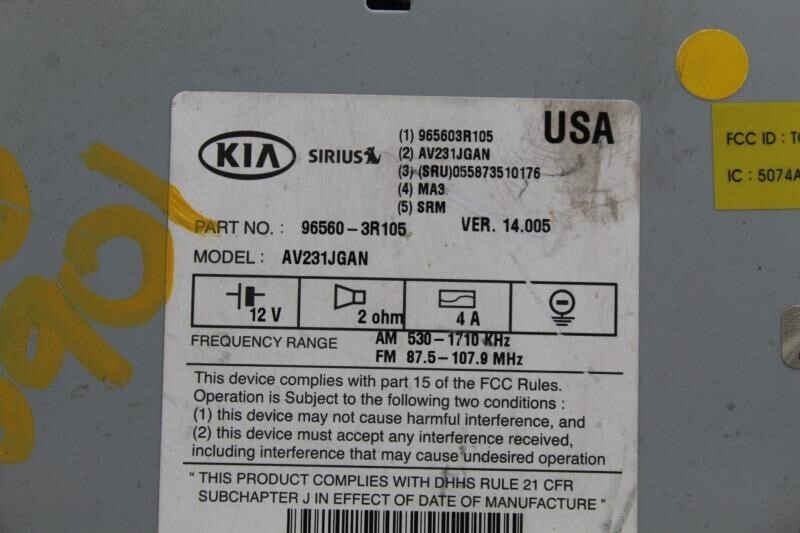 KIA SIRIUS
(1) 965603R105
(2) AV231JGAN
(3) (SRU)055873510176
(4) MA3
(5) SRM
USA
PART NO. : 96560-3R105 VER. 14.005
MODEL : AV231JGAN
12 V 2 ohm 4 A
FREQUENCY RANGE AM 530-1710 KHz
FM 87.5-107.9 MHz
This device complies with part 15 of the FCC Rules.
Operation is Subject to the following two conditions :
(1) this device may not cause harmful interference, and
(2) this device must accept any interference received,
including interference that may cause undesired operation
" THIS PRODUCT COMPLIES WITH DHHS RULE 21 CFR
SUBCHAPTER J IN EFFECT OF DATE OF MANUFACTURE "
FCC ID : 
IC : 5074A